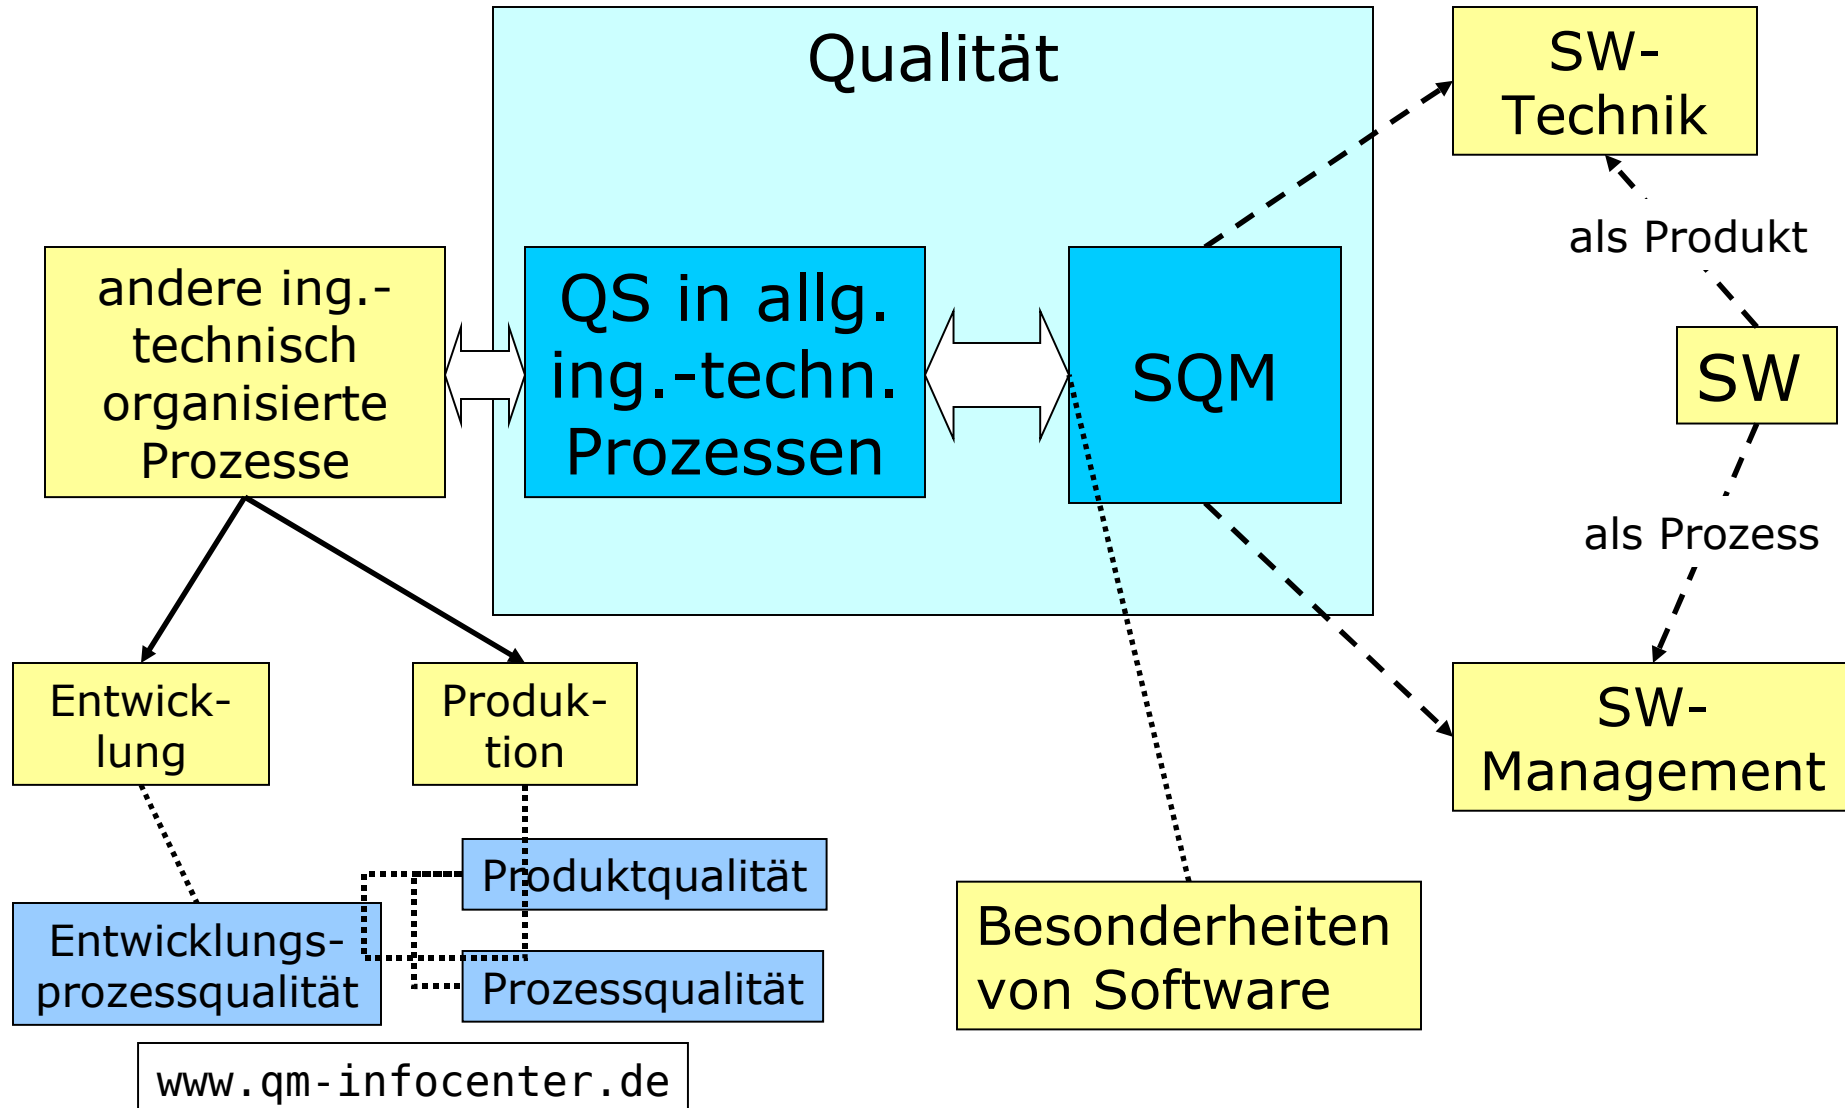 Qualität
SW-
Technik
als Produkt
andere ing.-
technisch
organisierte
Prozesse
QS in allg.
ing.-techn.
Prozessen
SQM
SW
als Prozess
Entwick-
lung
Produk-
tion
SW-
Management
Produktqualität
Entwicklungs-
prozessqualität
Prozessqualität
Besonderheiten
von Software
www.qm-infocenter.de